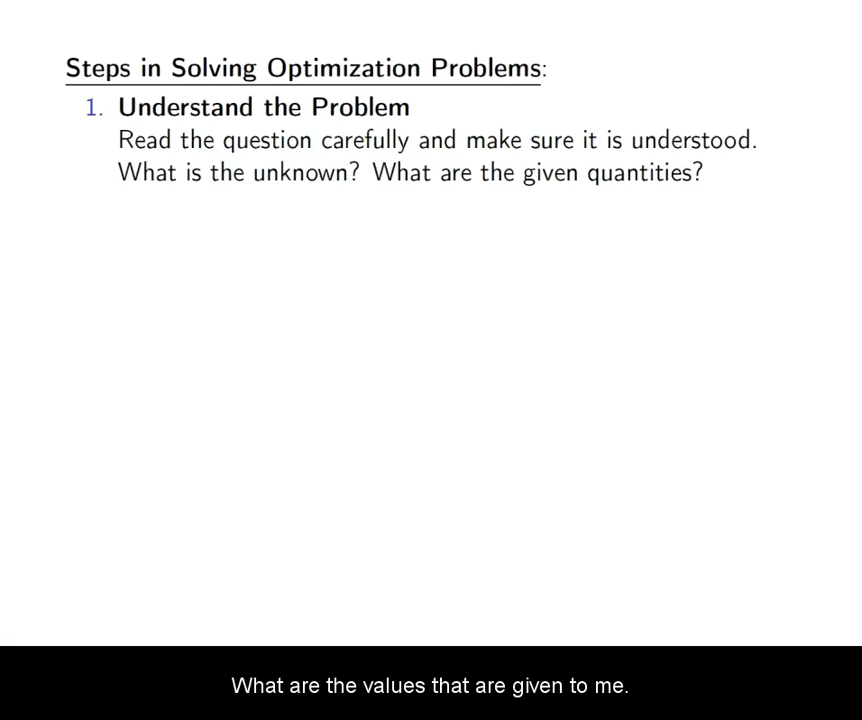 Steps in Solving Optimization Problems:
1. Understand the Problem
Read the question carefully and make sure it is understood.
What is the unknown? What are the given quantities?
What are the values that are given to me.